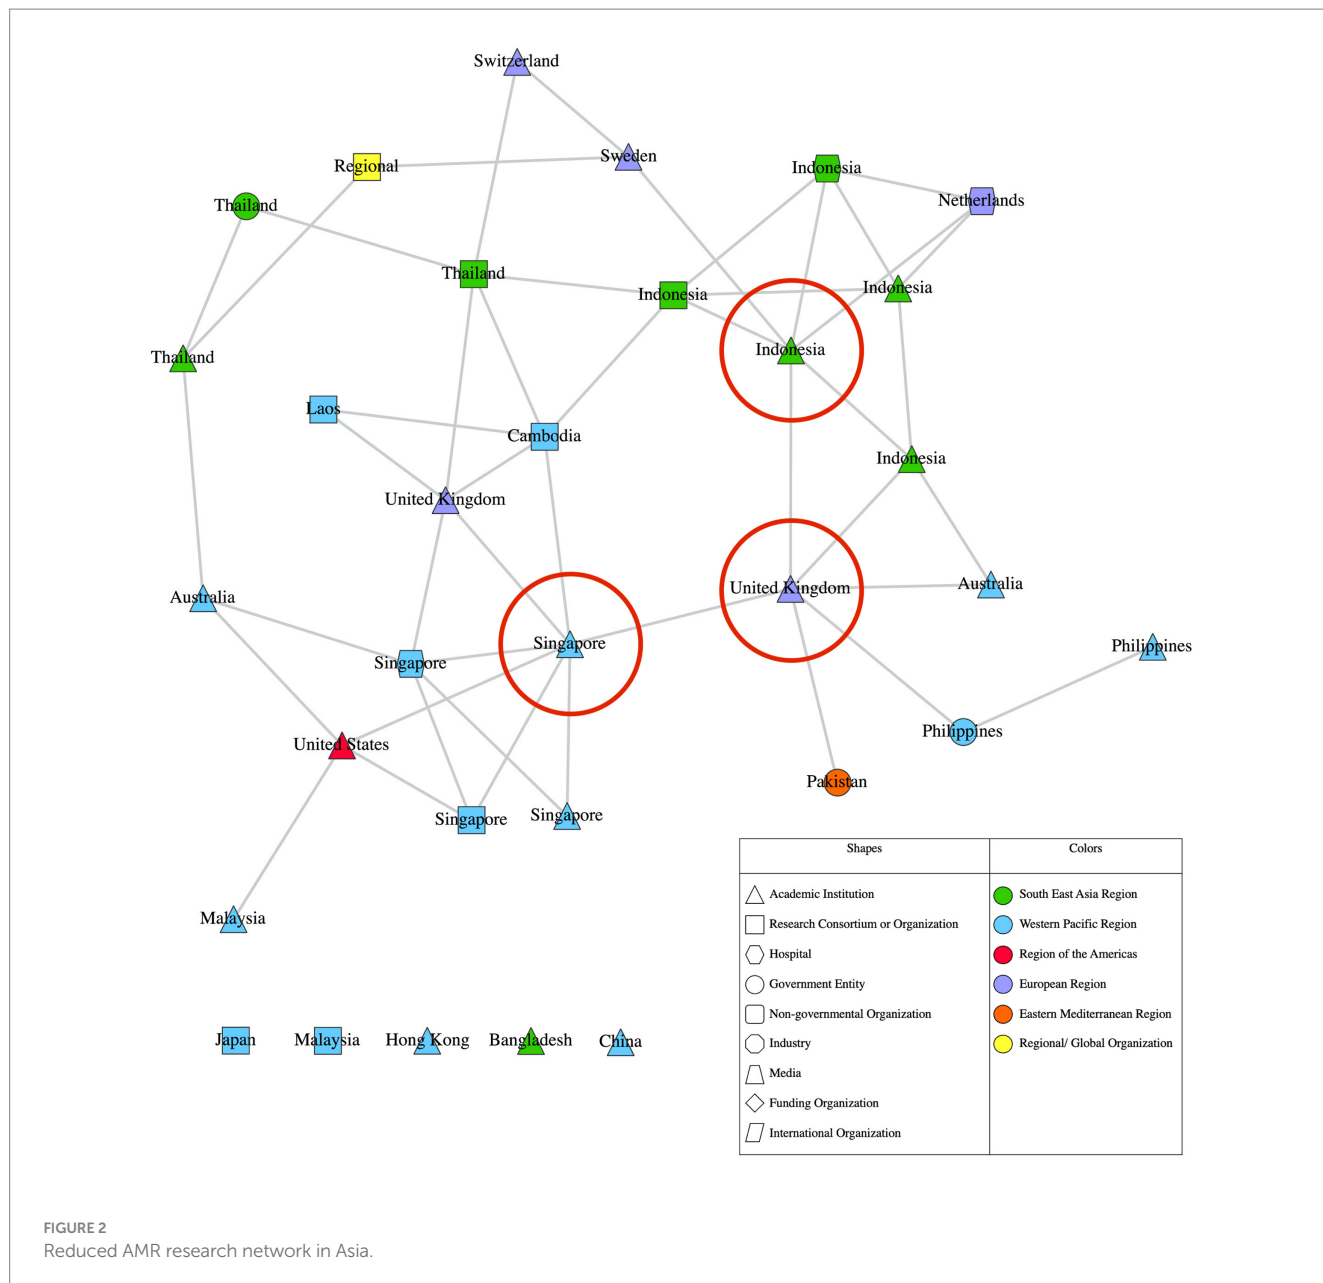 Switzerland
Sweden
Regional
Indonesia
Netherlands
Thailand
Thailand
Indonesia
Indonesia
Indonesia
Thailand
Laos
Cambodia
Indonesia
United Kingdom
United Kingdom
Australia
Australia
Singapore
Singapore
Philippines
Philippines
United States
Pakistan
Singapore
Singapore
Malaysia
Japan
Malaysia
Hong Kong
Bangladesh
China
Shapes
Colors
Academic Institution
South East Asia Region
Research Consortium or Organization
Western Pacific Region
Hospital
Region of the Americas
Government Entity
European Region
Non-governmental Organization
Eastern Mediterranean Region
Industry
Regional/ Global Organization
Media
Funding Organization
International Organization
FIGURE 2
Reduced AMR research network in Asia.